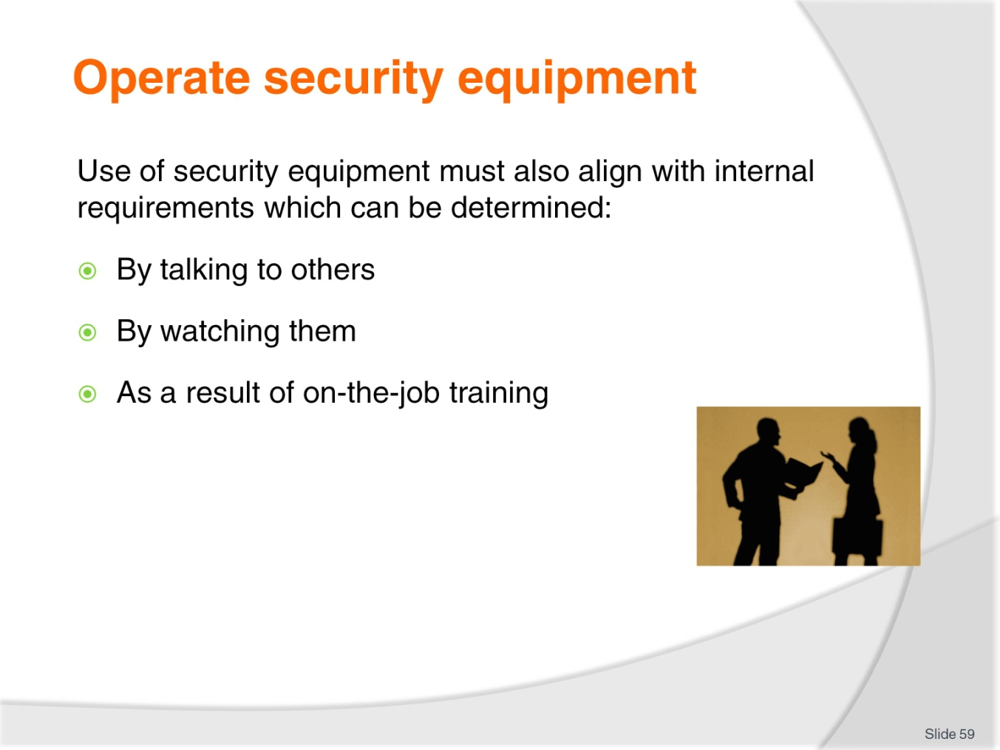 Operate security equipment
Use of security equipment must also align with internal
requirements which can be determined:
By talking to others
By watching them
As a result of on-the-job training
Slide 59